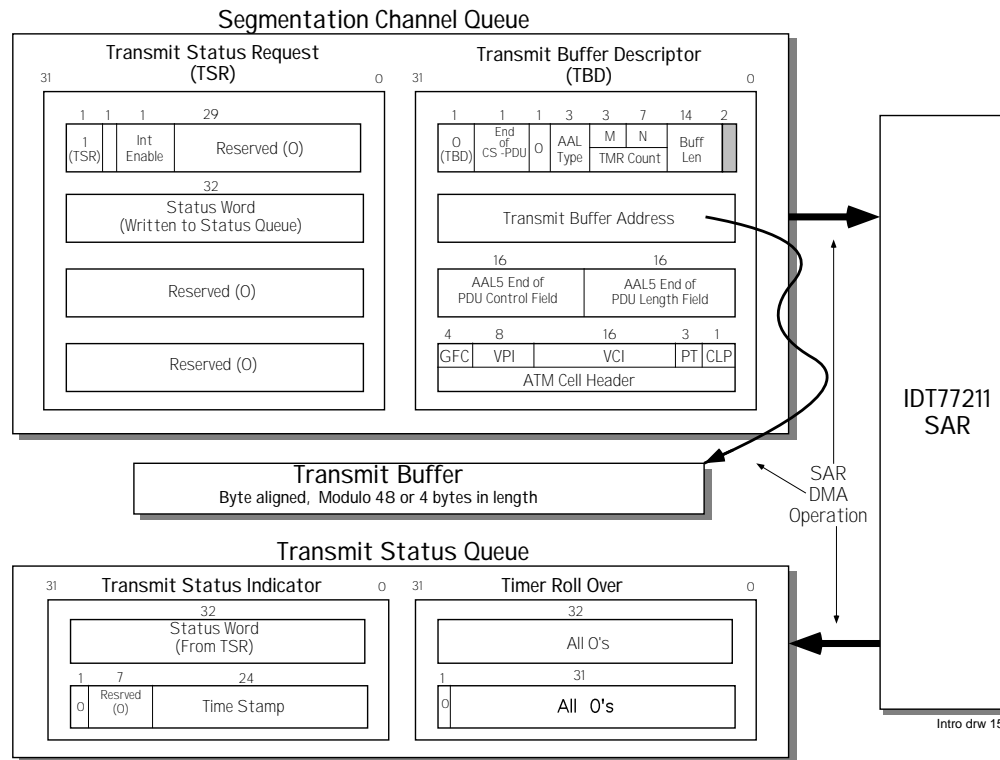 Segmentation Channel Queue
Transmit Status Request
(TSR)
31
0
1 1 1 29
1
(TSR)
Int
Enable
Reserved (0)
32
Status Word
(Written to Status Queue)
Reserved (0)
Reserved (0)
Transmit Buffer Descriptor
(TBD)
31
0
1 1 1 3 3 7 14 2
0
(TBD)
End
of
CS -PDU
0
AAL
Type
M N
TMR Count
Buff
Len
Transmit Buffer Address
16 16
AAL5 End of
PDU Control Field
AAL5 End of
PDU Length Field
4 8 16 3 1
GFC VPI VCI PT CLP
ATM Cell Header
IDT77211
SAR
Transmit Buffer
Byte aligned, Modulo 48 or 4 bytes in length
SAR
DMA
Operation
Transmit Status Queue
31 Transmit Status Indicator 0
32
Status Word
(From TSR)
1 7 24
0
Resrved
(0)
Time Stamp
31 Timer Roll Over 0
32
All 0's
1 31
0 All 0's
Intro drw 15